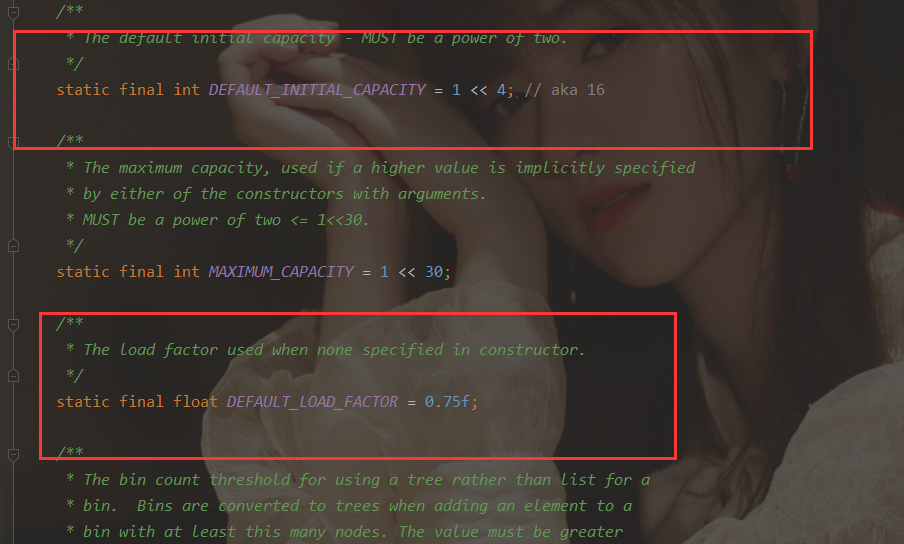 /**
* The default initial capacity - MUST be a power of two.
*/
static final int DEFAULT_INITIAL_CAPACITY = 1 << 4; // aka 16
/**
* The maximum capacity, used if a higher value is implicitly specified
* by either of the constructors with arguments.
* MUST be a power of two <= 1<<30.
*/
static final int MAXIMUM_CAPACITY = 1 << 30;
/**
* The load factor used when none specified in constructor.
*/
static final float DEFAULT_LOAD_FACTOR = 0.75f;
/**
* The bin count threshold for using a tree rather than list for a
* bin.  Bins are converted to trees when adding an element to a
* bin with at least this many nodes. The value must be greater